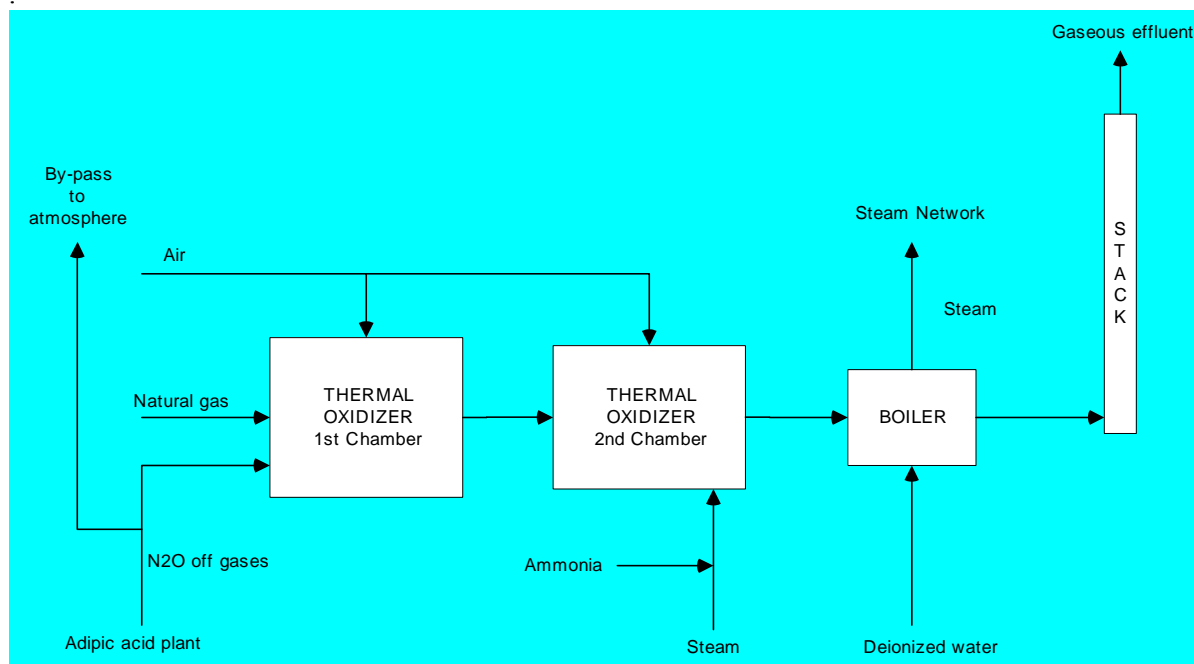 Gaseous effluent
By-pass
to
atmosphere
Steam Network
Air
Steam
S
T
A
C
K
THERMAL
OXIDIZER
1st Chamber
THERMAL
OXIDIZER
2nd Chamber
Natural gas
BOILER
N2O off gases
Ammonia
Adipic acid plant
Steam
Deionized water